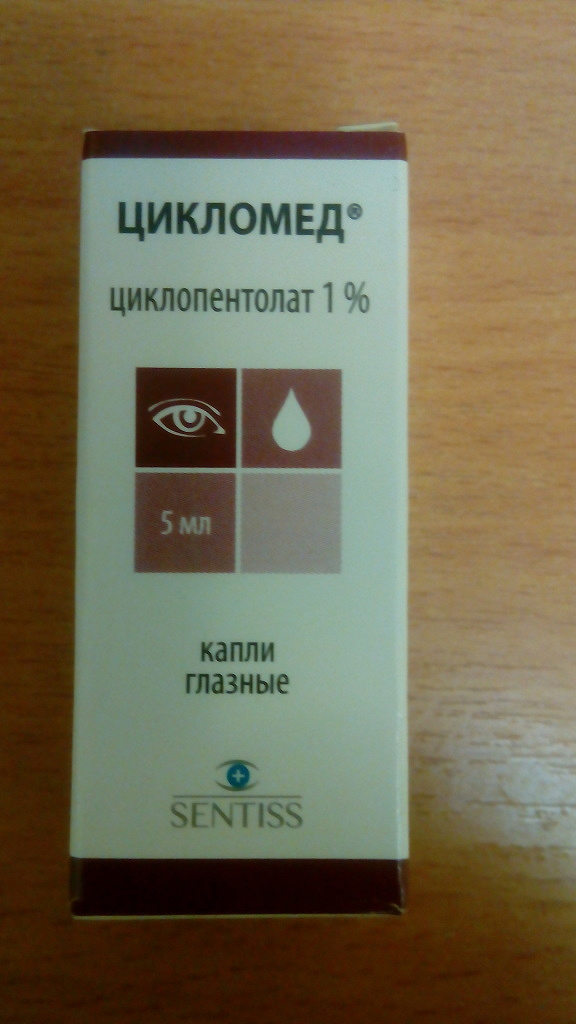 ЦИКЛОМЕД®
циклопентолат 1 %
5 мл
капли
глазные
SENTISS